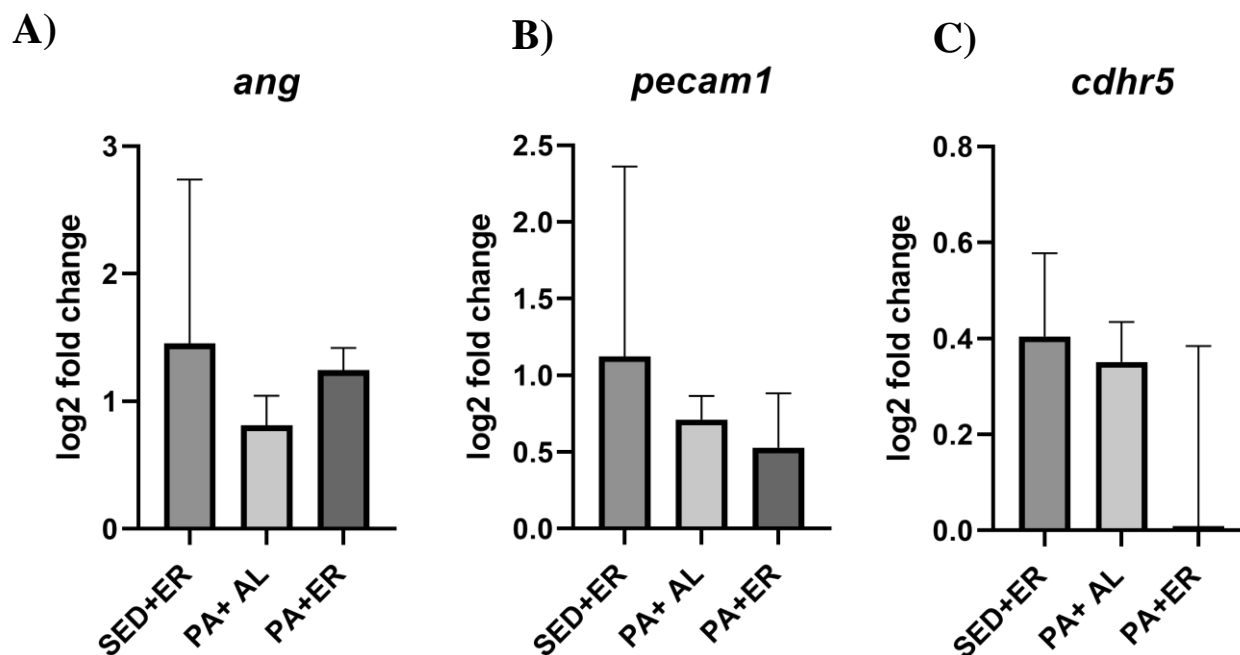 A)
ang
log2 fold change
3
2
1
0
SED+ER
PA+ AL
PA+ER
B)
pecam1
log2 fold change
2.5
2.0
1.5
1.0
0.5
0.0
SED+ER
PA+ AL
PA+ER
C)
cdhr5
log2 fold change
0.8
0.6
0.4
0.2
0.0
SED+ER
PA+ AL
PA+ER